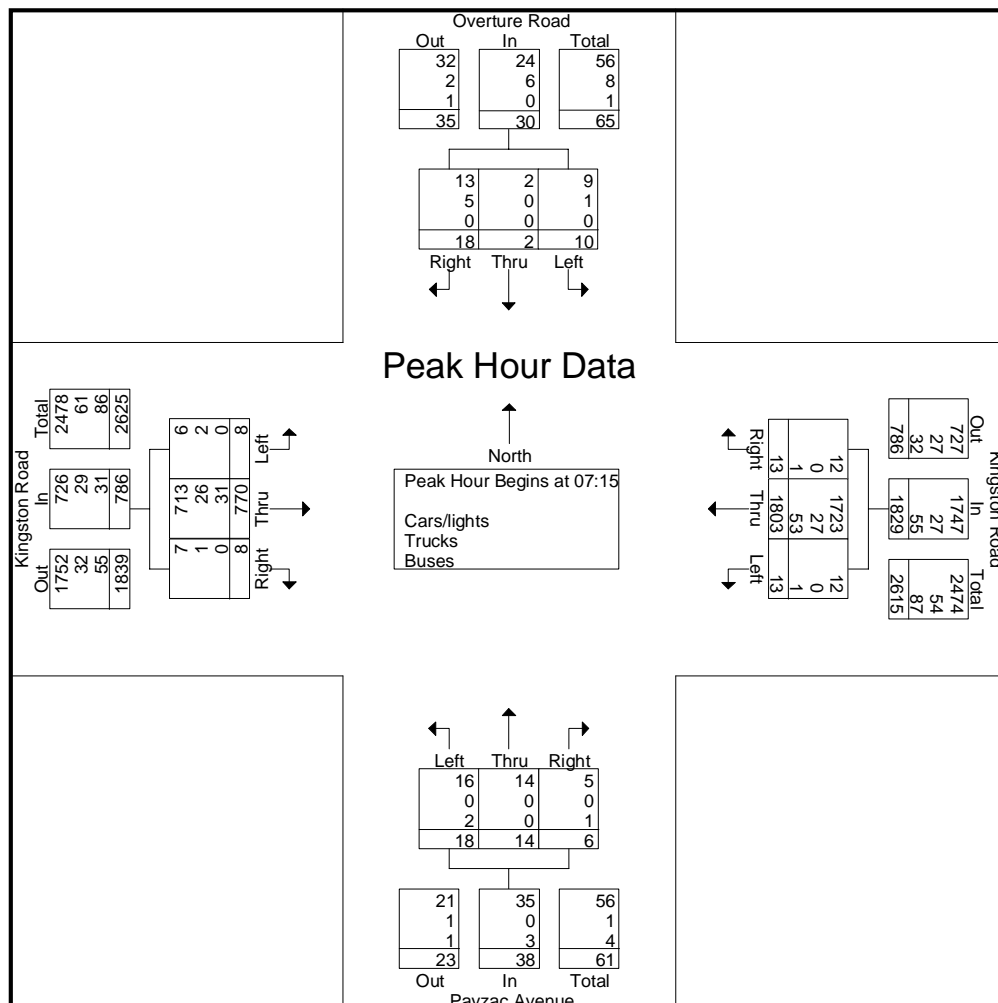 Overture Road
Out In Total
32 24 56
2 6 8
1 0 1
35 30 65
13 2 9
5 0 1
0 0 0
18 2 10
Right Thru Left
Peak Hour Data
North
Peak Hour Begins at 07:15
Cars/lights
Trucks
Buses
Kingston Road
Out In Total
1752 726 2478
32 29 61
55 31 86
1839 786 2625
7 713 6
1 26 2
0 31 0
8 770 8
Right Thru Left
Kingston Road
Out In Total
727 1747 2474
27 27 54
32 55 87
786 1829 2615
12 1723 12
0 27 0
1 53 1
13 1803 13
Right Thru Left
Left Thru Right
16 14 5
0 0 0
2 0 1
18 14 6
21 35 56
1 0 1
1 3 4
23 38 61
Out In Total
Payzac Avenue